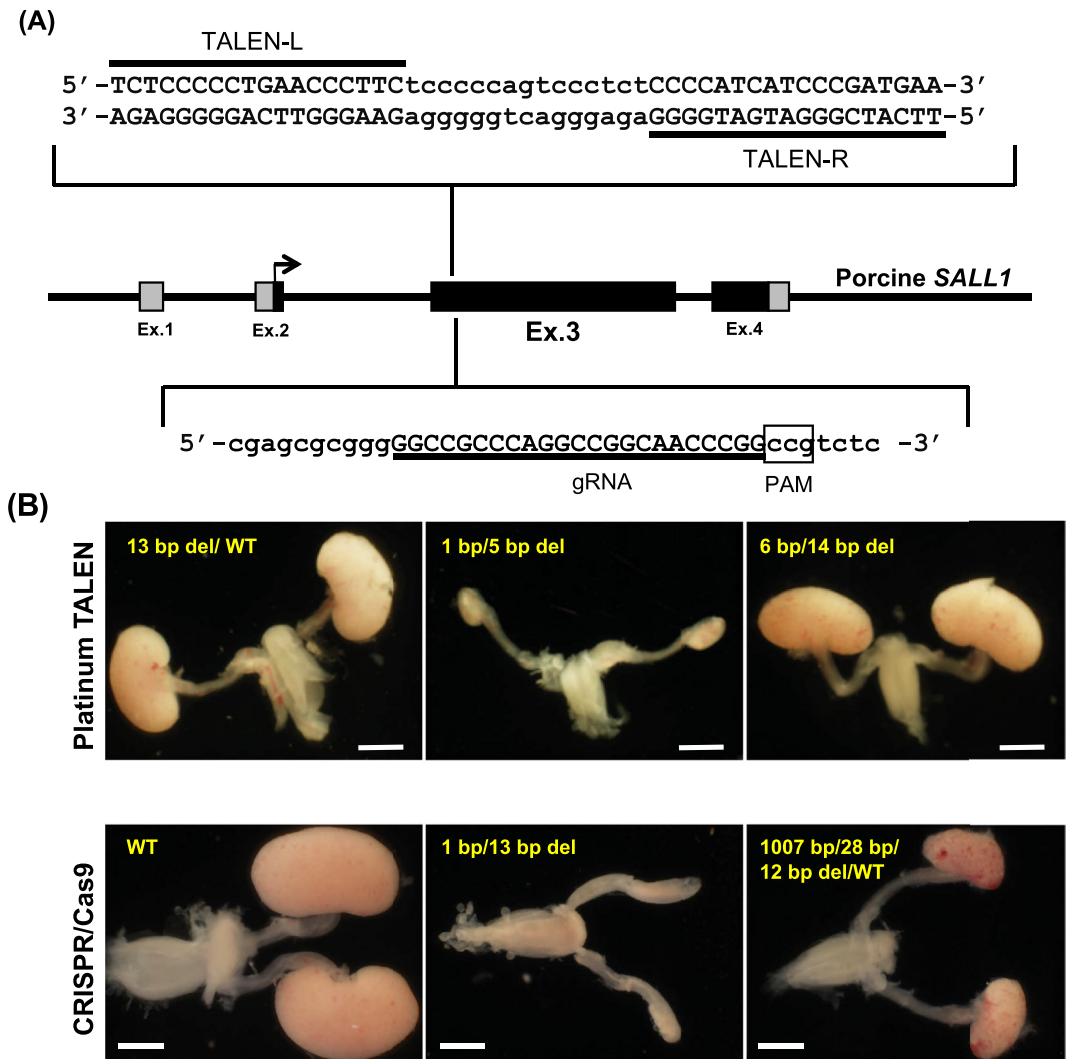 (A)
TALEN-L
5’-TCTCCCCCTGAACCCTTCtcccccagtccctctCCCCATCATCCCGATGAA-3’
3’-AGAGGGGGACTTGGGAAGagggggtcagggagaGGGGTAGTAGGGCTACTT-5’
TALEN-R
Porcine SALL1
Ex.1
Ex.2
Ex.3
Ex.4
5’-cgagcgcgggGGCCGCCCAGGCCGGCAACCCGGccgtctc -3’
gRNA
PAM
(B)
Platinum TALEN
13 bp del/ WT
1 bp/5 bp del
6 bp/14 bp del
CRISPR/Cas9
WT
1 bp/13 bp del
1007 bp/28 bp/
12 bp del/WT